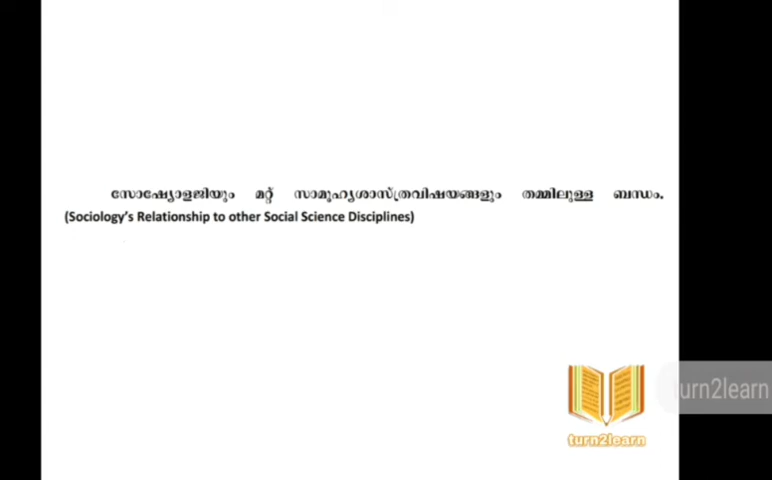 സോഷ്യോളജിയും മറ്റ് സാമൂഹ്യശാസ്ത്രവിഷയങ്ങളും തമ്മിലുള്ള ബന്ധം.
(Sociology's Relationship to other Social Science Disciplines)
turn2learn
turn2learn